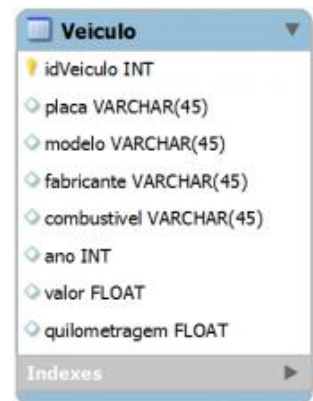 Veiculo
idVeiculo INT
placa VARCHAR(45)
modelo VARCHAR(45)
fabricante VARCHAR(45)
combustivel VARCHAR(45)
ano INT
valor FLOAT
quilometragem FLOAT
Indexes